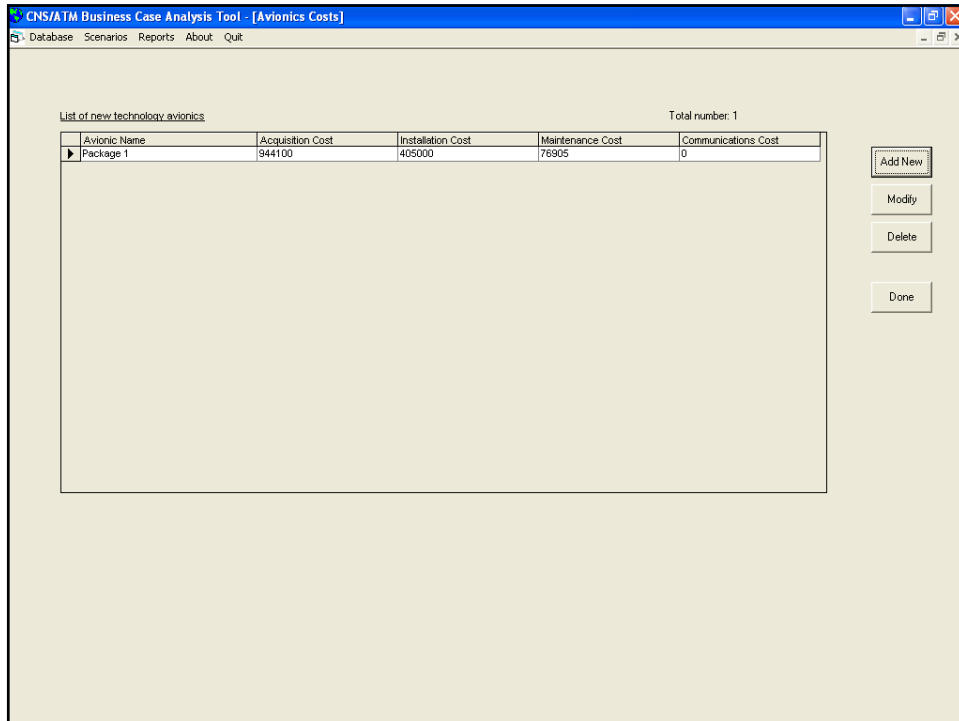 CNS/ATM Business Case Analysis Tool - [Avionics Costs]
Database Scenarios Reports About Quit
List of new technology avionics Total number: 1
Avionic Name Acquisition Cost Installation Cost Maintenance Cost Communications Cost
Package 1 944100 405000 76905 0
Add New
Modify
Delete
Done